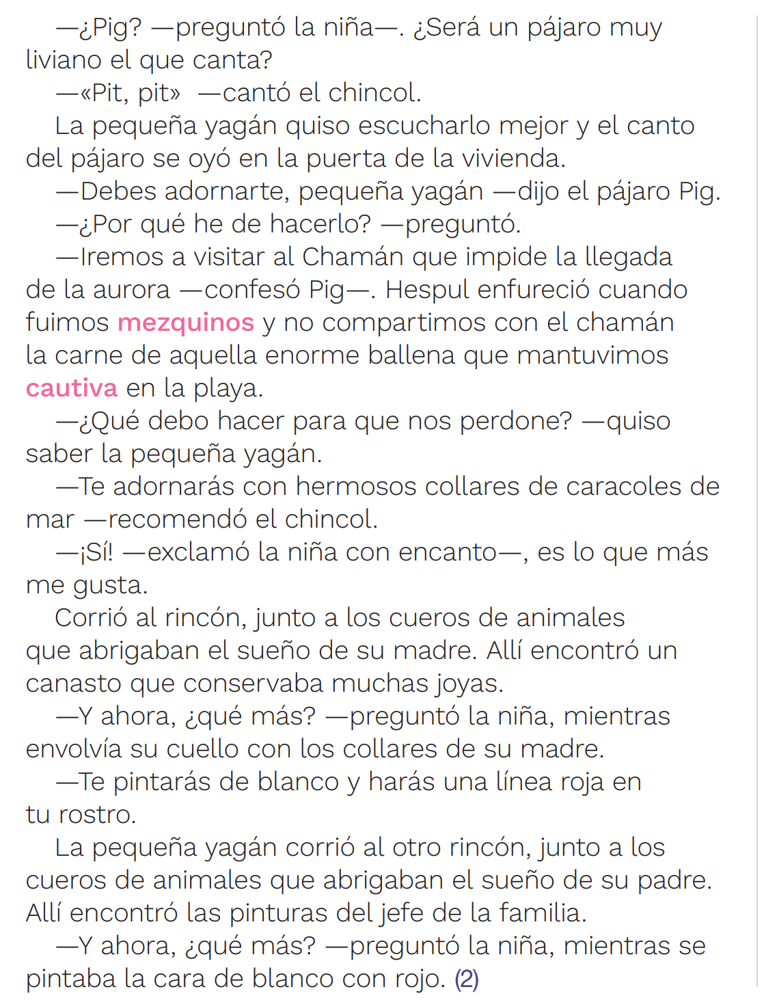 —¿Pig? —preguntó la niña—. ¿Será un pájaro muy
liviano el que canta?
—«Pit, pit»  —cantó el chincol.
La pequeña yagán quiso escucharlo mejor y el canto
del pájaro se oyó en la puerta de la vivienda.
—Debes adornarte, pequeña yagán —dijo el pájaro Pig.
—¿Por qué he de hacerlo? —preguntó.
—Iremos a visitar al Chamán que impide la llegada
de la aurora —confesó Pig—. Hespul enfureció cuando
fuimos mezquinos y no compartimos con el chamán
la carne de aquella enorme ballena que mantuvimos
cautiva en la playa.
—¿Qué debo hacer para que nos perdone? —quiso
saber la pequeña yagán.
—Te adornarás con hermosos collares de caracoles de
mar —recomendó el chincol.
—¡Sí! —exclamó la niña con encanto—, es lo que más
me gusta.
Corrió al rincón, junto a los cueros de animales
que abrigaban el sueño de su madre. Allí encontró un
canasto que conservaba muchas joyas.
—Y ahora, ¿qué más? —preguntó la niña, mientras
envolvía su cuello con los collares de su madre.
—Te pintarás de blanco y harás una línea roja en
tu rostro.
La pequeña yagán corrió al otro rincón, junto a los
cueros de animales que abrigaban el sueño de su padre.
Allí encontró las pinturas del jefe de la familia.
—Y ahora, ¿qué más? —preguntó la niña, mientras se
pintaba la cara de blanco con rojo. (2)